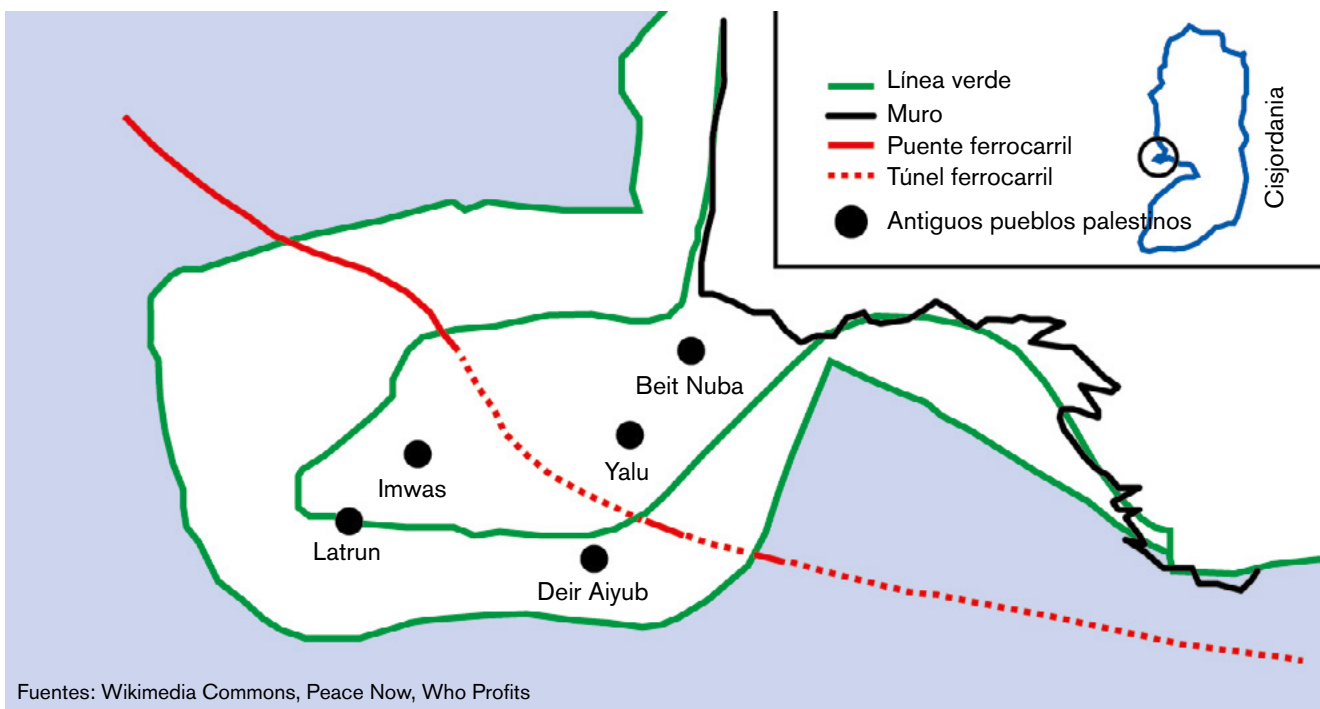 Línea verde
Muro
Puente ferrocarril
Túnel ferrocarril
Antiguos pueblos palestinos
Cisjordania
Beit Nuba
Yalu
Imwas
Latrun
Deir Aiyub
Fuentes: Wikimedia Commons, Peace Now, Who Profits